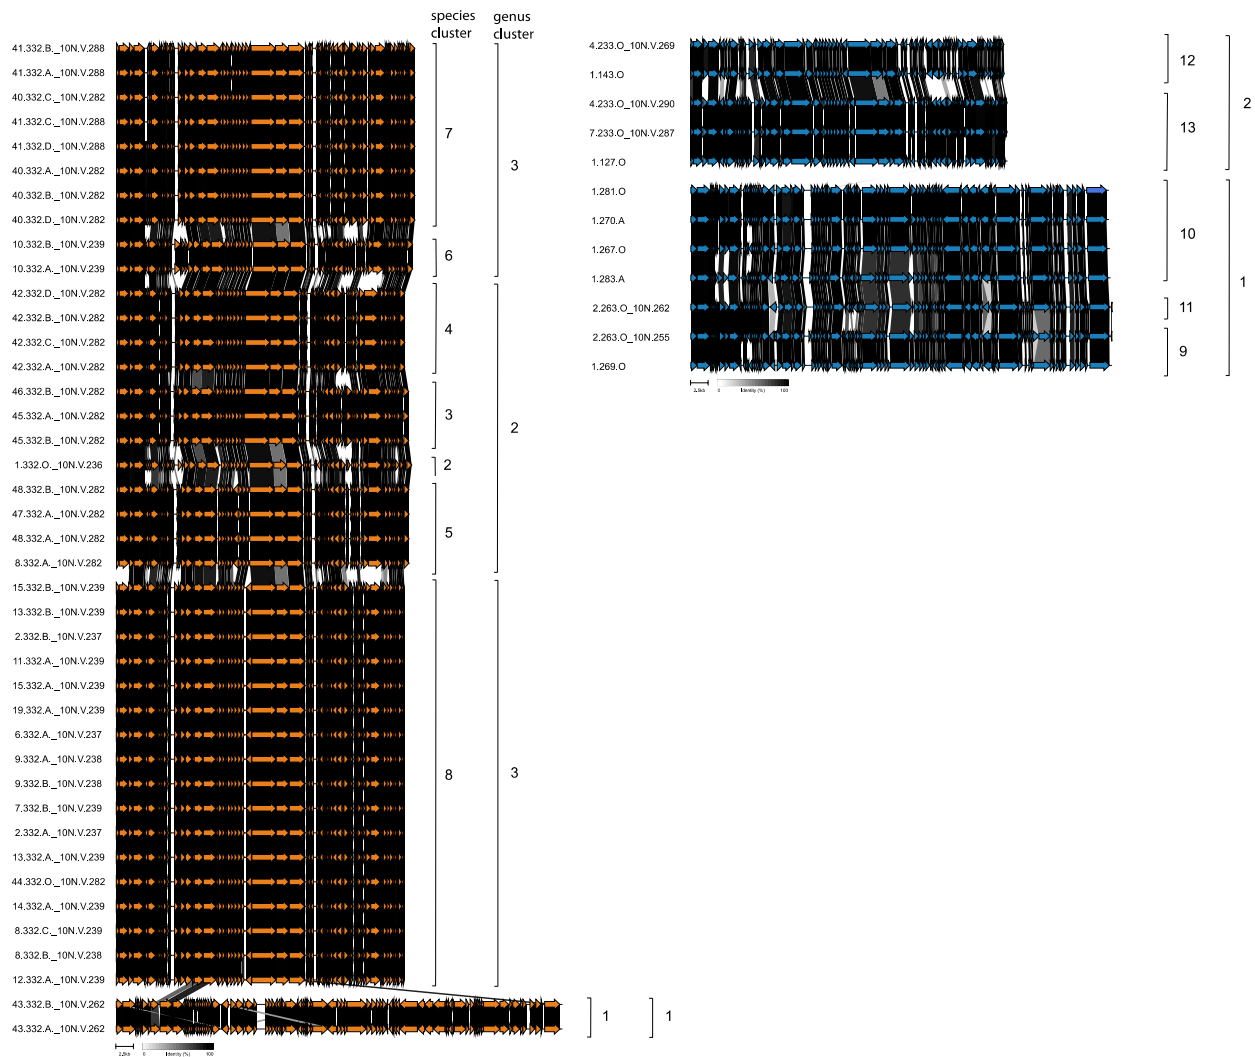 species cluster
genus cluster
41.332.B._10N.V.288
41.332.A._10N.V.288
40.332.C._10N.V.282
41.332.C._10N.V.288
41.332.D._10N.V.288
40.332.A._10N.V.282
40.332.B._10N.V.282
40.332.D._10N.V.282
7
3
10.332.B._10N.V.239
10.332.A._10N.V.239
6
42.332.D._10N.V.282
42.332.B._10N.V.282
42.332.C._10N.V.282
42.332.A._10N.V.282
4
46.332.B._10N.V.282
45.332.A._10N.V.282
45.332.B._10N.V.282
3
2
1.332.O._10N.V.236
2
48.332.B._10N.V.282
47.332.A._10N.V.282
48.332.A._10N.V.282
8.332.A._10N.V.282
5
15.332.B._10N.V.239
13.332.B._10N.V.239
2.332.B._10N.V.237
11.332.A._10N.V.239
15.332.A._10N.V.239
19.332.A._10N.V.239
6.332.A._10N.V.237
9.332.A._10N.V.238
9.332.B._10N.V.238
7.332.B._10N.V.239
2.332.A._10N.V.237
13.332.A._10N.V.239
44.332.O._10N.V.282
14.332.A._10N.V.239
8.332.C._10N.V.239
8.332.B._10N.V.238
12.332.A._10N.V.239
8
3
43.332.B._10N.V.262
43.332.A._10N.V.262
1
1
2.5kb
0 Identity (%) 100
4.233.O_10N.V.269
1.143.O
12
4.233.O_10N.V.290
7.233.O_10N.V.287
1.127.O
13
2
1.281.O
1.270.A
1.267.O
1.283.A
10
2.263.O_10N.262
11
2.263.O_10N.255
1.269.O
9
1
2.5kb
0 Identity (%) 100